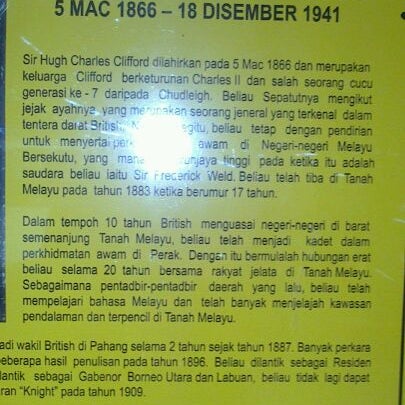 5 MAC 1866 – 18 DISEMBER 1941
Sir Hugh Charles Clifford dilahirkan pada 5 Mac 1866 dan merupakan
keluarga Clifford berketurunan Charles II dan salah seorang cucu
generasi ke - 7 daripada Chudleigh. Beliau Sepatutnya mengikut
jejak ayahnya yang merupakan seorang jeneral yang terkenal dalam
tentera darat British, beliau tetap dengan pendirian
untuk menyertai awam di Negeri-negeri Melayu
Bersekutu, yang mana tinggi pada ketika itu adalah
saudara beliau iaitu Sir Frederick Weld. Beliau telah tiba di Tanah
Melayu pada tahun 1883 ketika berumur 17 tahun.
Dalam tempoh 10 tahun British menguasai negeri-negeri di barat
semenanjung Tanah Melayu, beliau telah menjadi kadet dalam
perkhidmatan awam di Perak. Dengan itu bermulalah hubungan erat
beliau selama 20 tahun bersama rakyat jelata di Tanah Melayu.
Sebagaimana pentadbir-pentadbir daerah yang lalu, beliau telah
mempelajari bahasa Melayu dan telah banyak menjelajah kawasan
pendalaman dan terpencil di Tanah Melayu.
adi wakil British di Pahang selama 2 tahun sejak tahun 1887. Banyak perkara
beberapa hasil penulisan pada tahun 1896. Beliau dilantik sebagai Residen
lantik sebagai Gabenor Borneo Utara dan Labuan, beliau tidak lagi dapat
ran “Knight” pada tahun 1909.